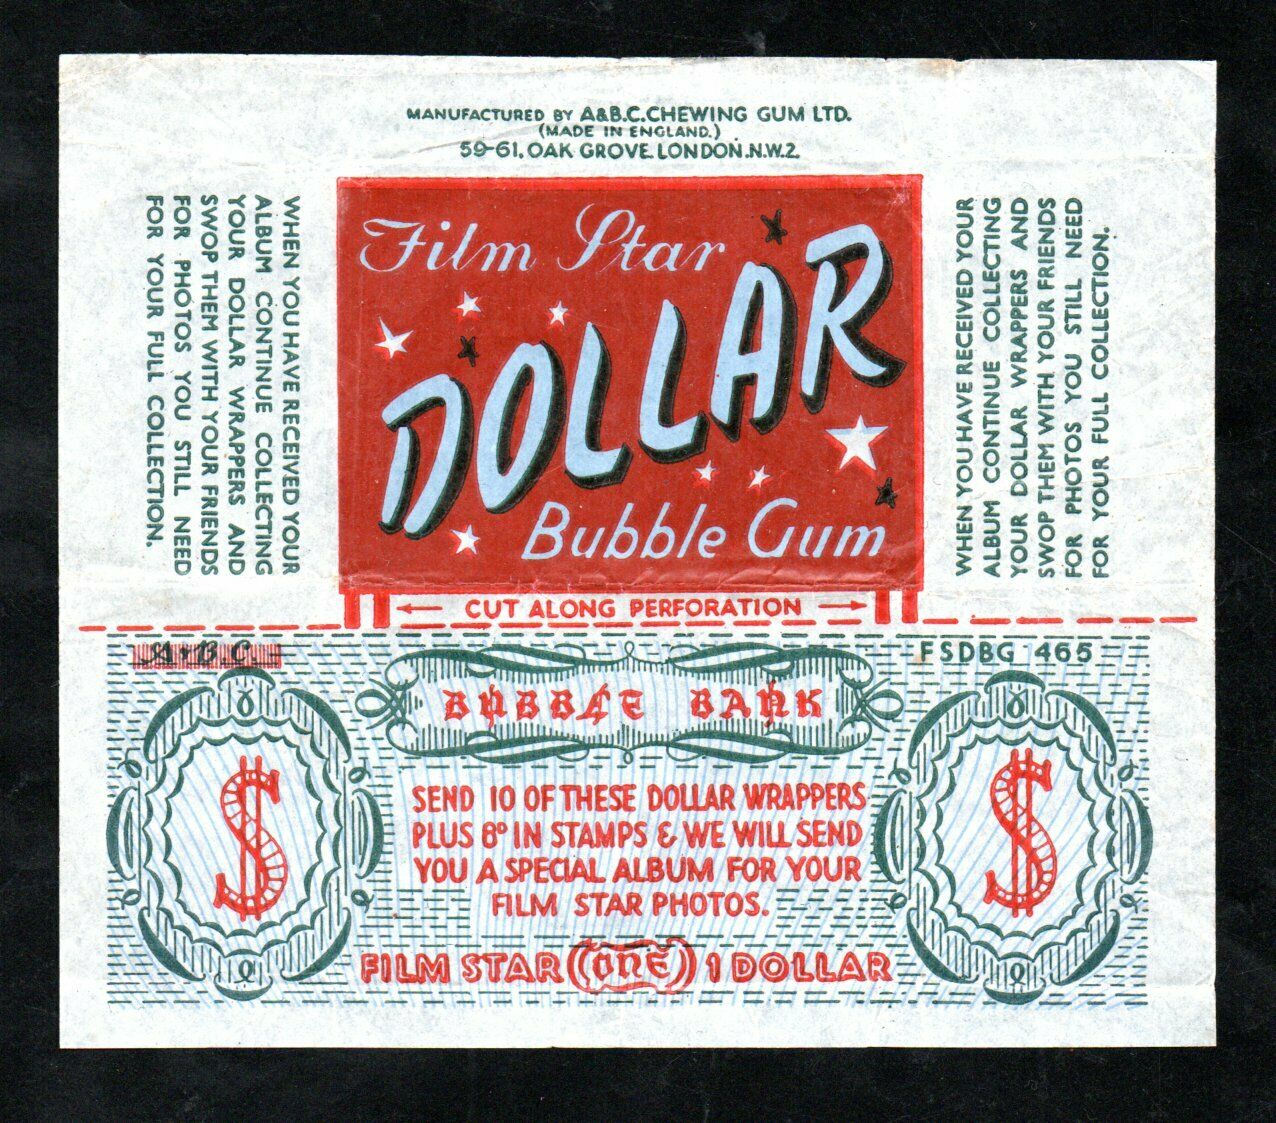 MANUFACTURED BY A&B.C.CHEWING GUM LTD.
(MADE IN ENGLAND.)
59-61, OAK GROVE. LONDON.N.W.2.
WHEN YOU HAVE RECEIVED YOUR
ALBUM CONTINUE COLLECTING
YOUR DOLLAR WRAPPERS AND
SWOP THEM WITH YOUR FRIENDS
FOR PHOTOS YOU STILL NEED
FOR YOUR FULL COLLECTION.
Film Star
DOLLAR
Bubble Gum
WHEN YOU HAVE RECEIVED YOUR
ALBUM CONTINUE COLLECTING
YOUR DOLLAR WRAPPERS AND
SWOP THEM WITH YOUR FRIENDS
FOR PHOTOS YOU STILL NEED
FOR YOUR FULL COLLECTION.
← CUT ALONG PERFORATION →
A.B.C.
FSDBG 465
BUBBLE BANK
$
$
SEND 10 OF THESE DOLLAR WRAPPERS
PLUS 8ᴰ IN STAMPS & WE WILL SEND
YOU A SPECIAL ALBUM FOR YOUR
FILM STAR PHOTOS.
FILM STAR (ONE) 1 DOLLAR